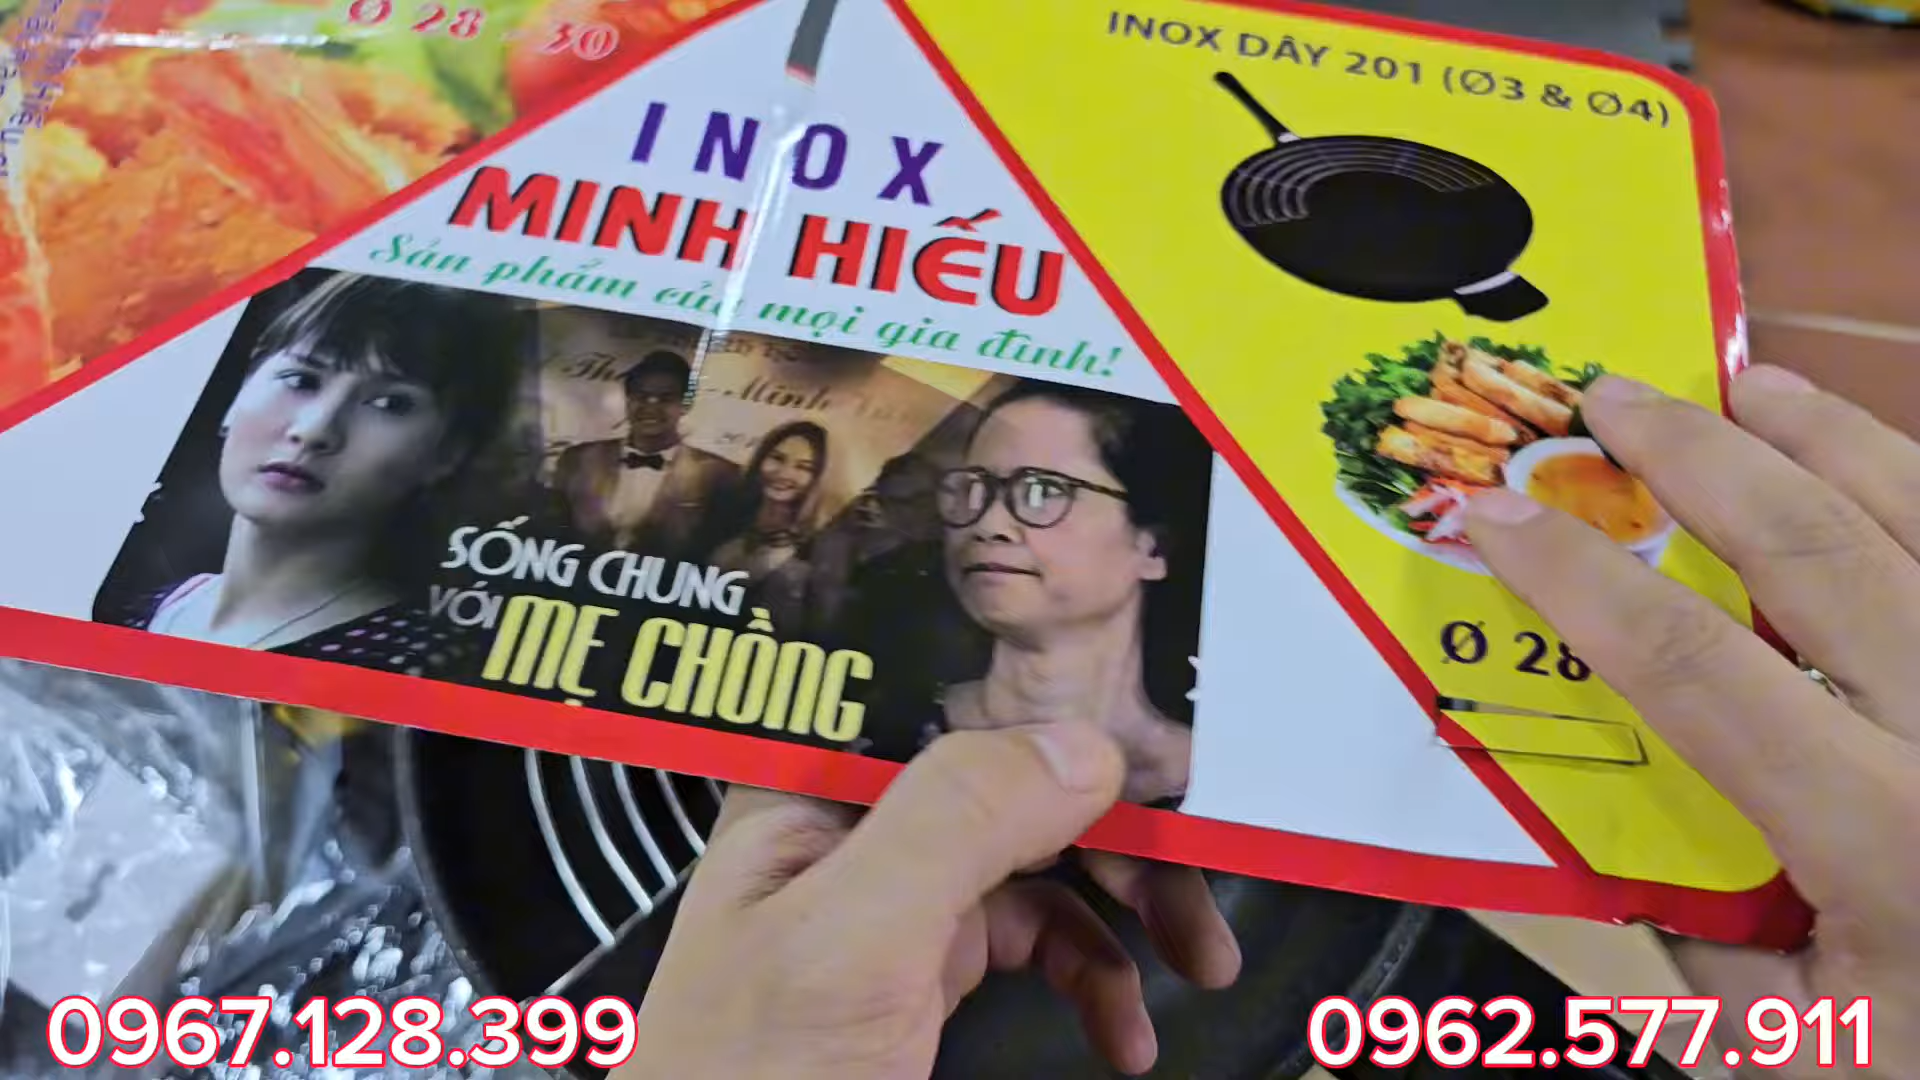 Ø 28 - 30
INOX DÂY 201 (Ø3 & Ø4)
INOX
MINH HIẾU
Sản phẩm của mọi gia đình!
Minh
SỐNG CHUNG
VỚI MẸ CHỒNG
Ø 28
0967.128.399
0962.577.911